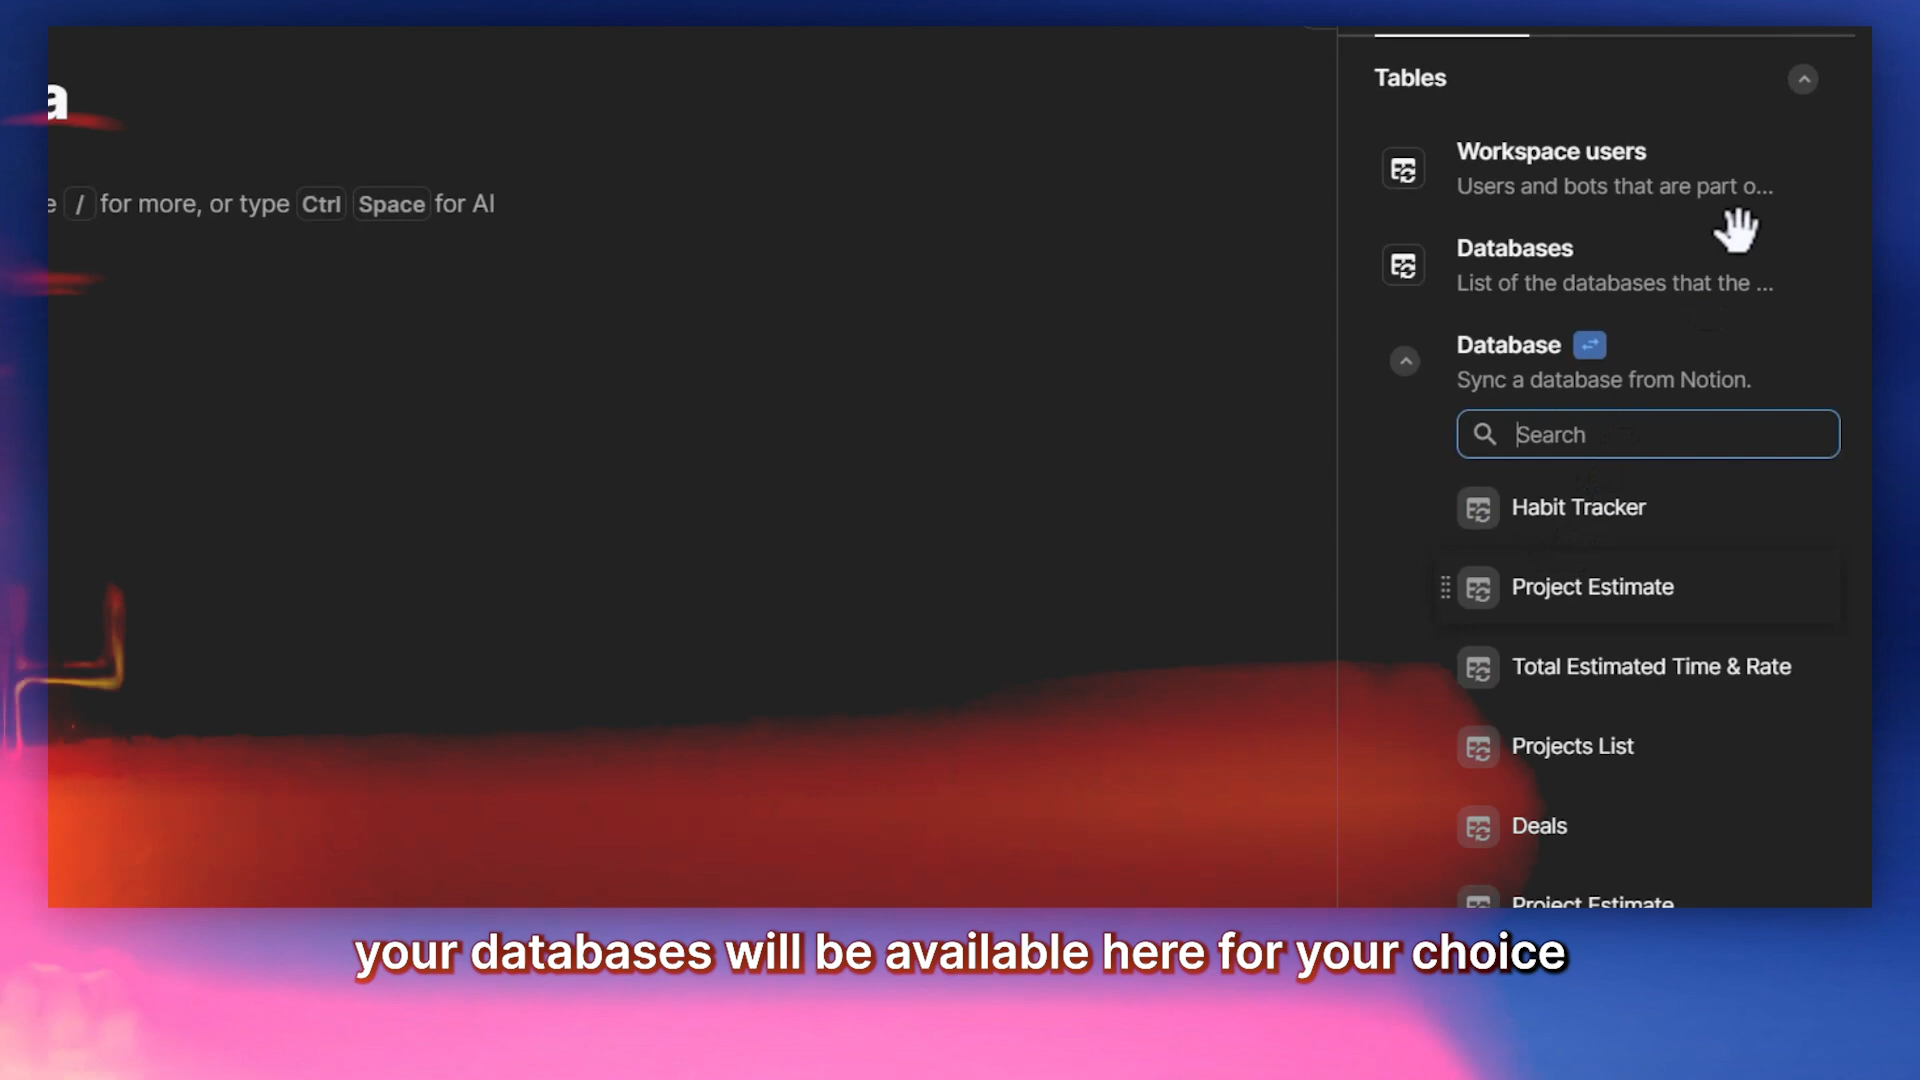 a
e / for more, or type Ctrl Space for AI
Tables
Workspace users
Users and bots that are part o...
Databases
List of the databases that the ...
Database
Sync a database from Notion.
Search
Habit Tracker
Project Estimate
Total Estimated Time & Rate
Projects List
Deals
Project Estimate
your databases will be available here for your choice